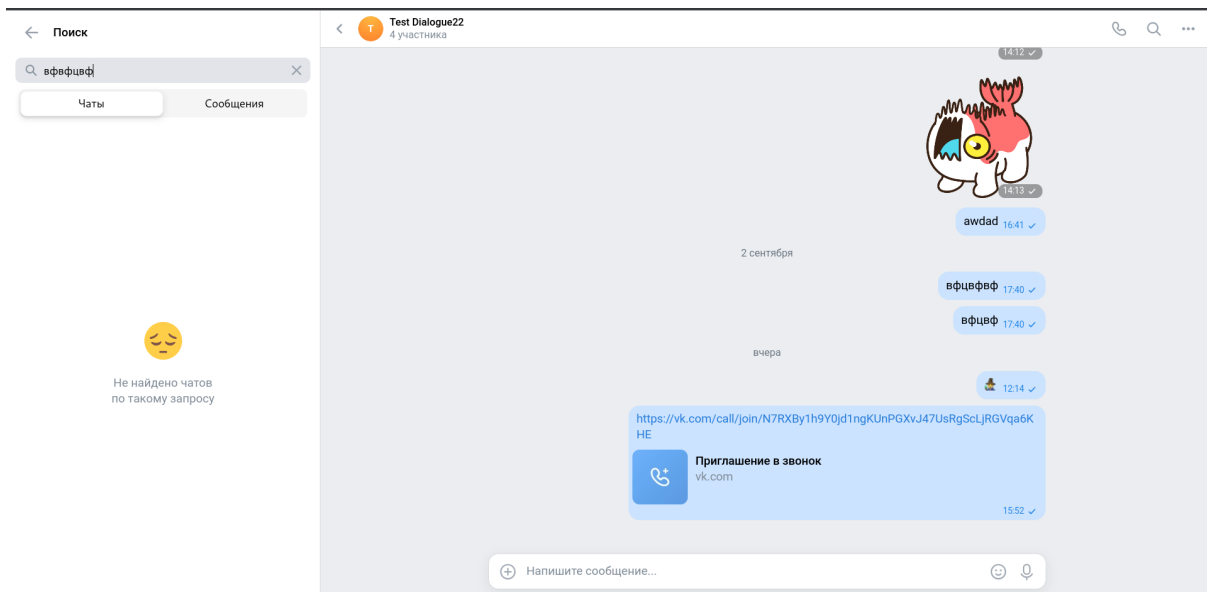 Поиск
вфвфцвф
Чаты
Сообщения
Не найдено чатов
по такому запросу
T
Test Dialogue22
4 участника
14:12
14:13
awdad 16:41
2 сентября
вфцвфвф 17:40
вфцвф 17:40
вчера
12:14
https://vk.com/call/join/N7RXBy1h9Y0jd1ngKUnPGXvJ47UsRgScLjRGVqa6K
HE
Приглашение в звонок
vk.com
15:52
Напишите сообщение...